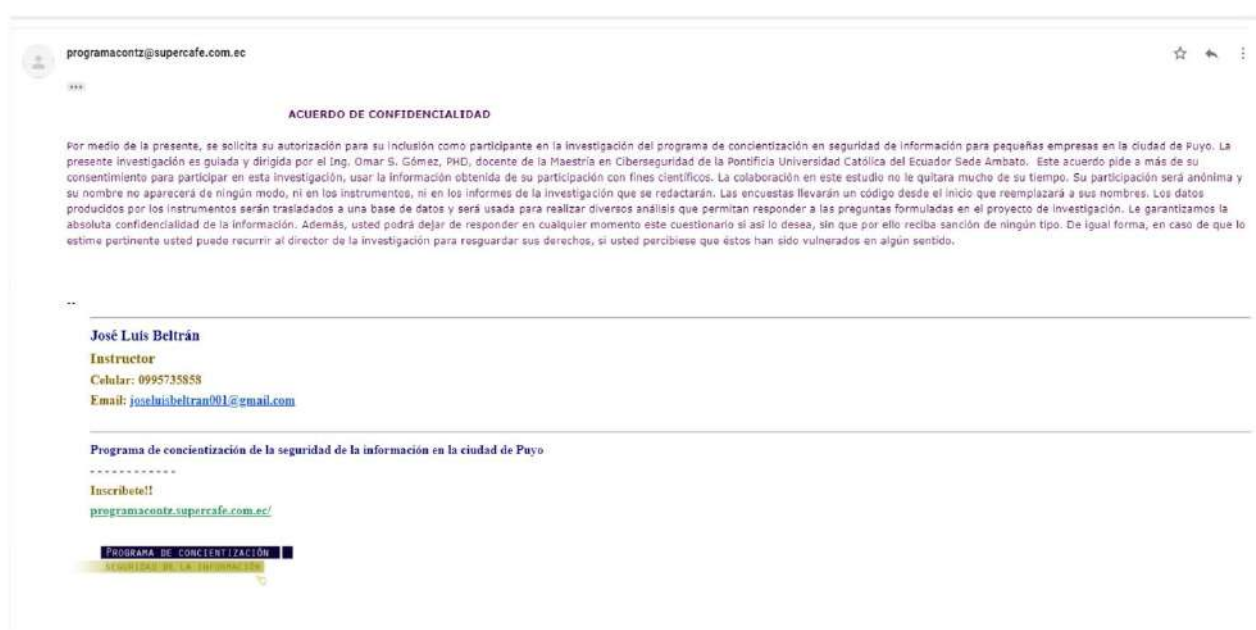 programacontz@supercafe.com.ec
ACUERDO DE CONFIDENCIALIDAD
Por medio de la presente, se solicita su autorización para su inclusión como participante en la investigación del programa de concientización en seguridad de información para pequeñas empresas en la ciudad de Puyo. La
presente investigación es guiada y dirigida por el Ing. Omar S. Gómez, PHD, docente de la Maestría en Ciberseguridad de la Pontificia Universidad Católica del Ecuador Sede Ambato. Este acuerdo pide a más de su
consentimiento para participar en esta investigación, usar la información obtenida de su participación con fines científicos. La colaboración en este estudio no le quitara mucho de su tiempo. Su participación será anónima y
su nombre no aparecerá de ningún modo, ni en los instrumentos, ni en los informes de la investigación que se redactarán. Las encuestas llevarán un código desde el inicio que reemplazará a sus nombres. Los datos
producidos por los instrumentos serán trasladados a una base de datos y será usada para realizar diversos análisis que permitan responder a las preguntas formuladas en el proyecto de investigación. Le garantizamos la
absoluta confidencialidad de la información. Además, usted podrá dejar de responder en cualquier momento este cuestionario si así lo desea, sin que por ello reciba sanción de ningún tipo. De igual forma, en caso de que lo
estime pertinente usted puede recurrir al director de la investigación para resguardar sus derechos, si usted percibiese que éstos han sido vulnerados en algún sentido.
--
José Luis Beltrán
Instructor
Celular: 0995735858
Email: joseluisbeltran001@gmail.com
Programa de concientización de la seguridad de la información en la ciudad de Puyo
------------
Inscribete!!
programacontz.supercafe.com.ec/
PROGRAMA DE CONCIENTIZACIÓN
SEGURIDAD DE LA INFORMACIÓN